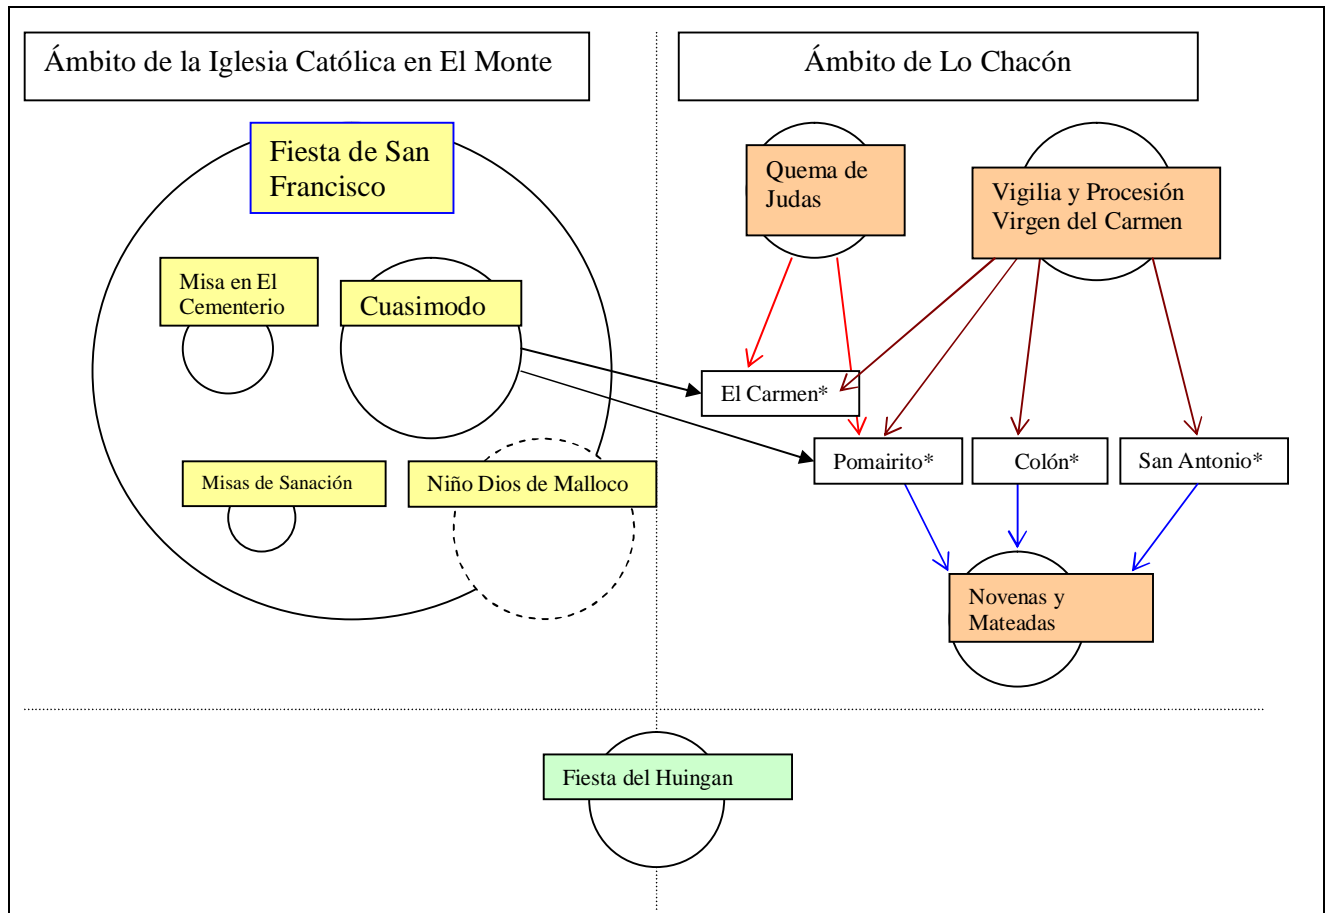 Ámbito de la Iglesia Católica en El Monte
Ámbito de Lo Chacón
Fiesta de San
Francisco
Quema de
Judas
Vigilia y Procesión
Virgen del Carmen
Misa en El
Cementerio
Cuasimodo
El Carmen*
Pomairito*
Colón*
San Antonio*
Misas de Sanación
Niño Dios de Malloco
Novenas y
Mateadas
Fiesta del Huingan